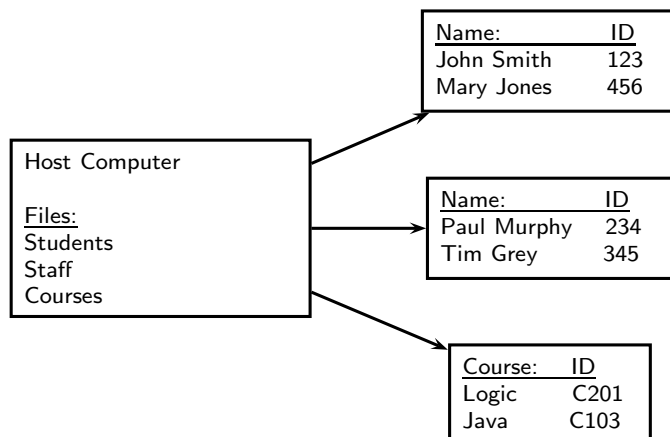 Name: ID
John Smith 123
Mary Jones 456
Host Computer
Files:
Students
Staff
Courses
Name: ID
Paul Murphy 234
Tim Grey 345
Course: ID
Logic C201
Java C103